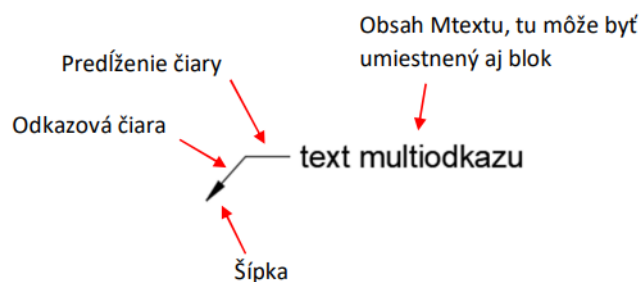 Obsah Mtextu, tu môže byť
umiestnený aj blok
Predĺženie čiary
Odkazová čiara
text multiodkazu
Šípka